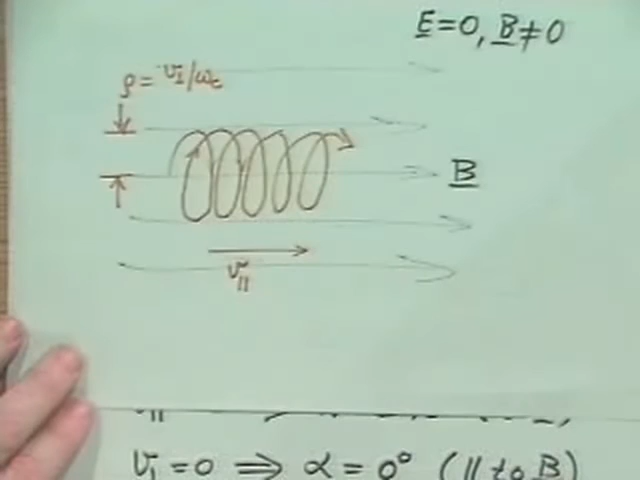 E=0, B≠0
ρ = v⊥/ωc
B
v||
v⊥ = 0 ⟹ α = 0° (|| to B)